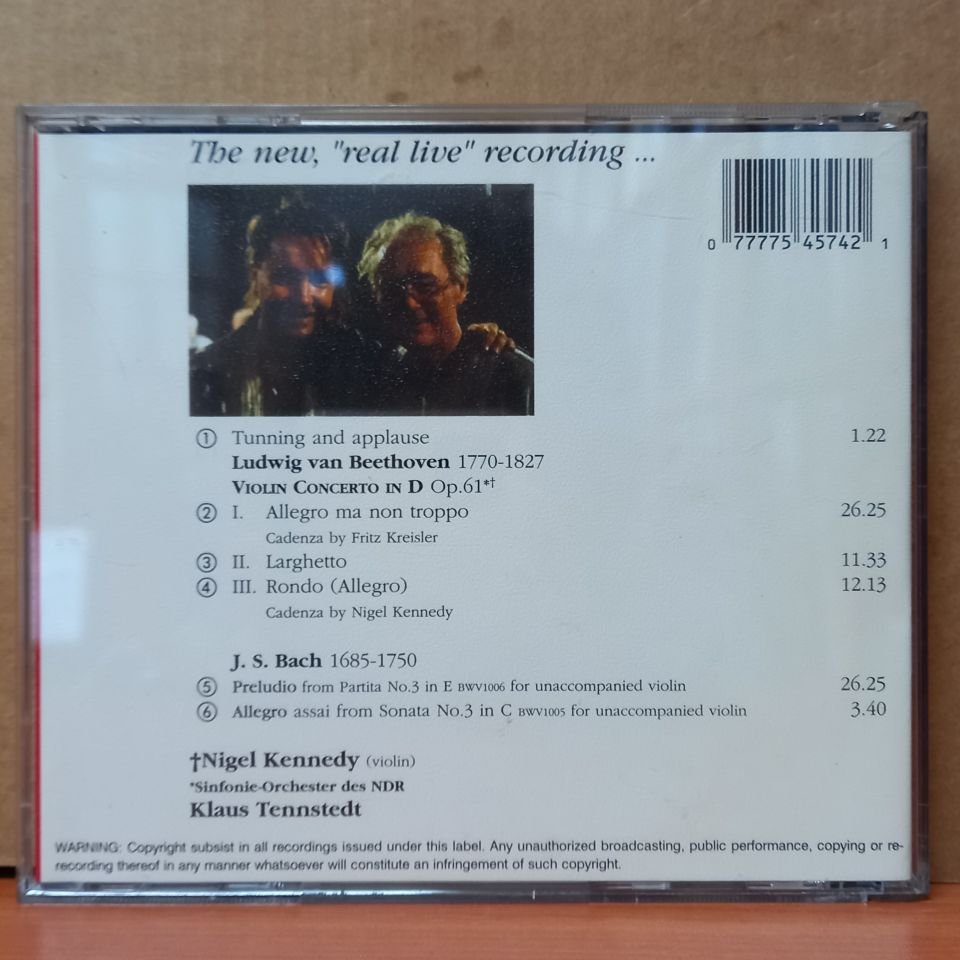 The new, "real live" recording ...
0 77775 45742 1
① Tunning and applause 1.22
Ludwig van Beethoven 1770-1827
VIOLIN CONCERTO IN D Op.61*†
② I. Allegro ma non troppo 26.25
Cadenza by Fritz Kreisler
③ II. Larghetto 11.33
④ III. Rondo (Allegro) 12.13
Cadenza by Nigel Kennedy
J. S. Bach 1685-1750
⑤ Preludio from Partita No.3 in E BWV1006 for unaccompanied violin 26.25
⑥ Allegro assai from Sonata No.3 in C BWV1005 for unaccompanied violin 3.40
†Nigel Kennedy (violin)
*Sinfonie-Orchester des NDR
Klaus Tennstedt
WARNING: Copyright subsist in all recordings issued under this label. Any unauthorized broadcasting, public performance, copying or re-
recording thereof in any manner whatsoever will constitute an infringement of such copyright.